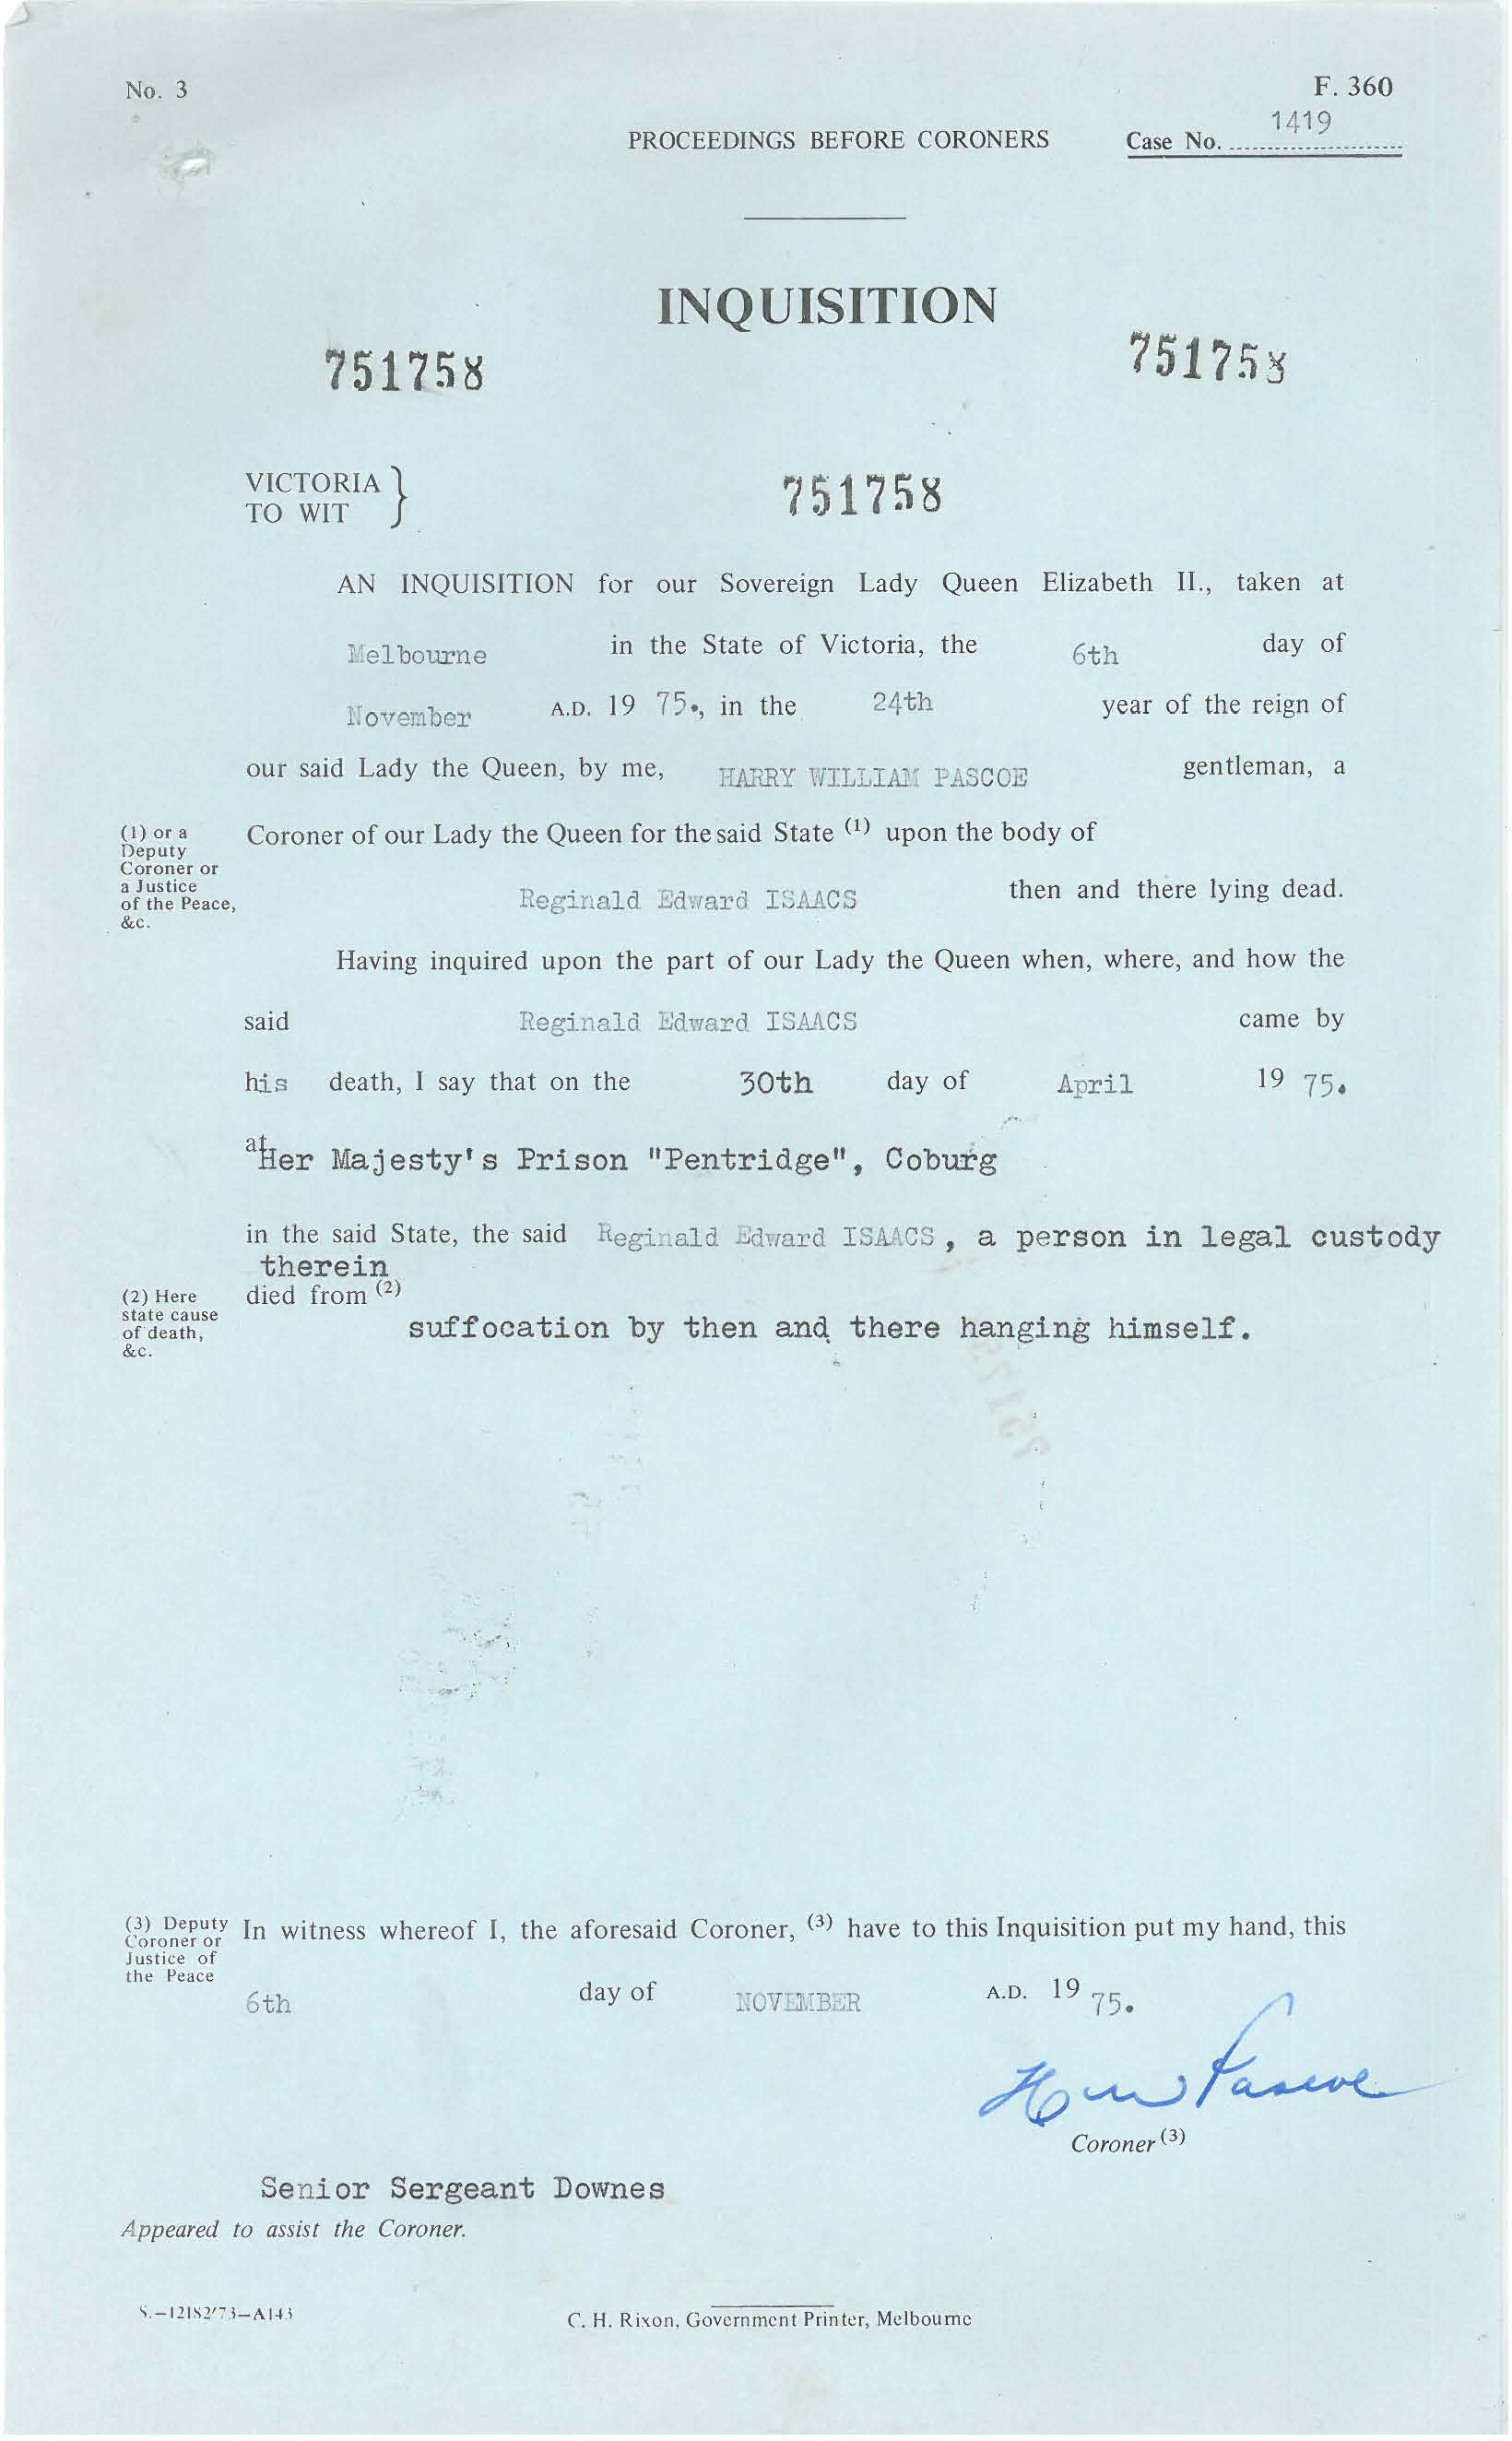 No. 3
F. 360
PROCEEDINGS BEFORE CORONERS
Case No. 1419
INQUISITION
751758
751758
VICTORIA }
TO WIT
751758
AN INQUISITION for our Sovereign Lady Queen Elizabeth II., taken at
Melbourne in the State of Victoria, the 6th day of
November A.D. 19 75., in the 24th year of the reign of
our said Lady the Queen, by me, HARRY WILLIAM PASCOE gentleman, a
(1) or a
Deputy
Coroner or
a Justice
of the Peace,
&c.
Coroner of our Lady the Queen for the said State (1) upon the body of
Reginald Edward ISAACS then and there lying dead.
Having inquired upon the part of our Lady the Queen when, where, and how the
said Reginald Edward ISAACS came by
his death, I say that on the 30th day of April 19 75.
at Her Majesty's Prison "Pentridge", Coburg
in the said State, the said Reginald Edward ISAACS, a person in legal custody
therein
(2) Here
state cause
of death,
&c.
died from (2)
suffocation by then and there hanging himself.
(3) Deputy
Coroner or
Justice of
the Peace
In witness whereof I, the aforesaid Coroner, (3) have to this Inquisition put my hand, this
6th day of NOVEMBER A.D. 19 75.
H W Pascoe
Coroner (3)
Senior Sergeant Downes
Appeared to assist the Coroner.
S.—12182/73—A143
C. H. Rixon, Government Printer, Melbourne